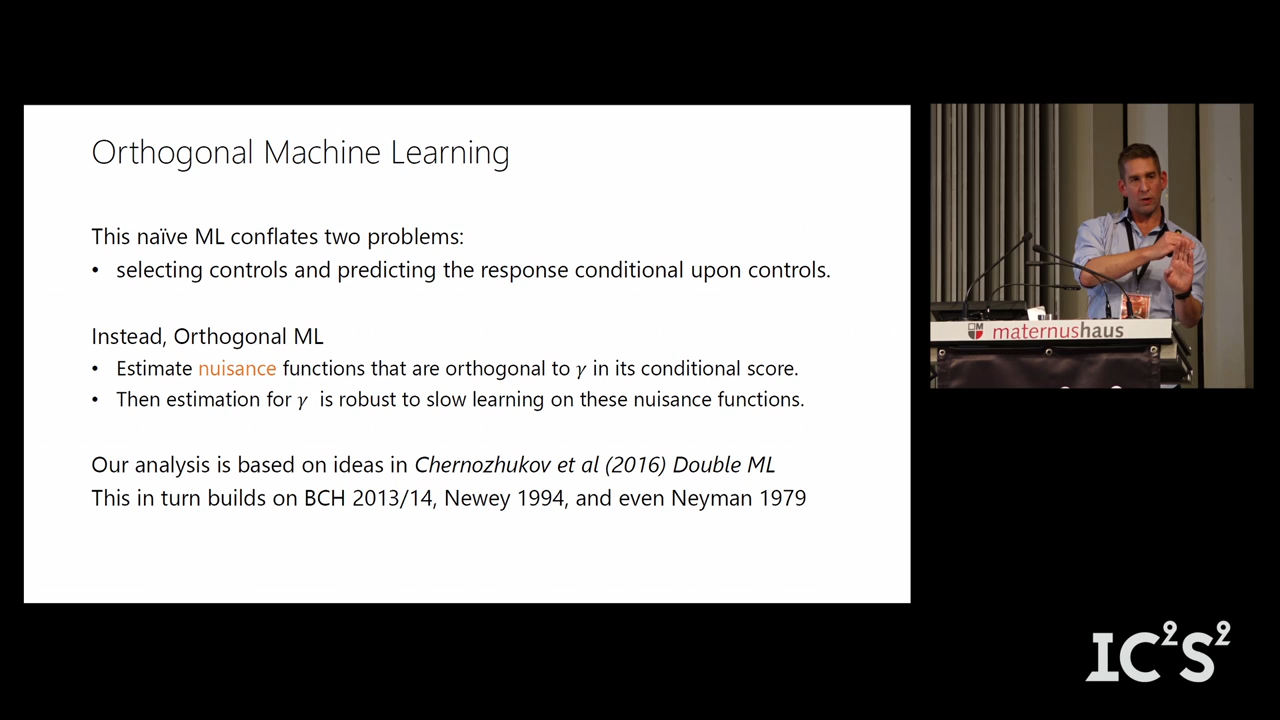 Orthogonal Machine Learning
This naïve ML conflates two problems:
• selecting controls and predicting the response conditional upon controls.
Instead, Orthogonal ML
• Estimate nuisance functions that are orthogonal to γ in its conditional score.
• Then estimation for γ is robust to slow learning on these nuisance functions.
Our analysis is based on ideas in Chernozhukov et al (2016) Double ML
This in turn builds on BCH 2013/14, Newey 1994, and even Neyman 1979
maternushaus
IC²S²